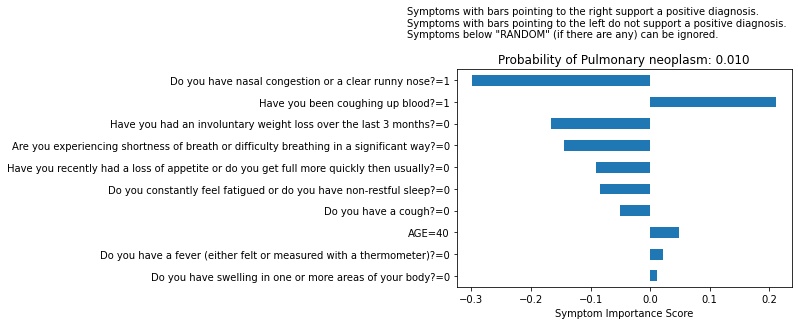 Symptoms with bars pointing to the right support a positive diagnosis.
Symptoms with bars pointing to the left do not support a positive diagnosis.
Symptoms below "RANDOM" (if there are any) can be ignored.
Probability of Pulmonary neoplasm: 0.010
Do you have nasal congestion or a clear runny nose?=1
Have you been coughing up blood?=1
Have you had an involuntary weight loss over the last 3 months?=0
Are you experiencing shortness of breath or difficulty breathing in a significant way?=0
Have you recently had a loss of appetite or do you get full more quickly then usually?=0
Do you constantly feel fatigued or do you have non-restful sleep?=0
Do you have a cough?=0
AGE=40
Do you have a fever (either felt or measured with a thermometer)?=0
Do you have swelling in one or more areas of your body?=0
−0.3 −0.2 −0.1 0.0 0.1 0.2
Symptom Importance Score